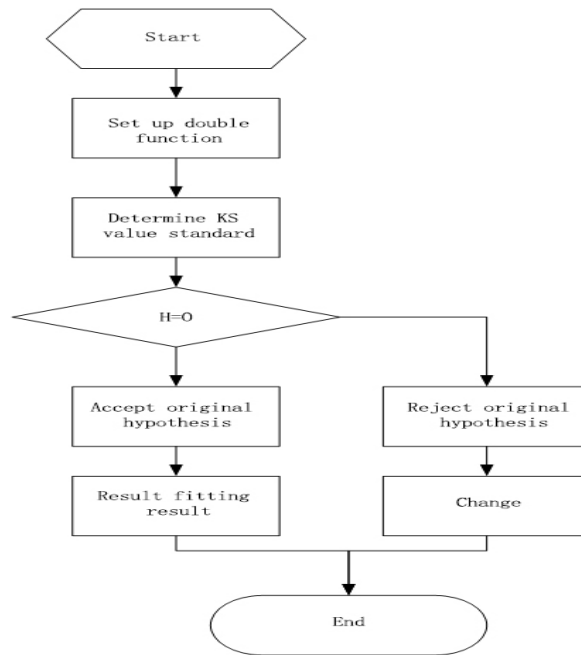 Start
Set up double
function
Determine KS
value standard
H=O
Accept original
hypothesis
Reject original
hypothesis
Result fitting
result
Change
End